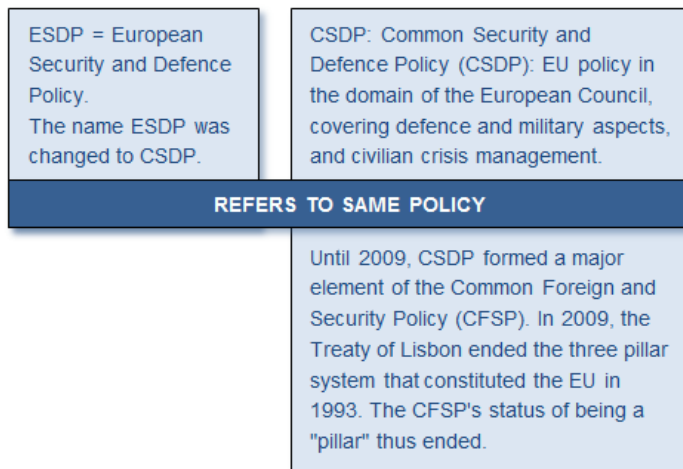 ESDP = European
Security and Defence
Policy.
The name ESDP was
changed to CSDP.
CSDP: Common Security and
Defence Policy (CSDP): EU policy in
the domain of the European Council,
covering defence and military aspects,
and civilian crisis management.
REFERS TO SAME POLICY
Until 2009, CSDP formed a major
element of the Common Foreign and
Security Policy (CFSP). In 2009, the
Treaty of Lisbon ended the three pillar
system that constituted the EU in
1993. The CFSP's status of being a
"pillar" thus ended.